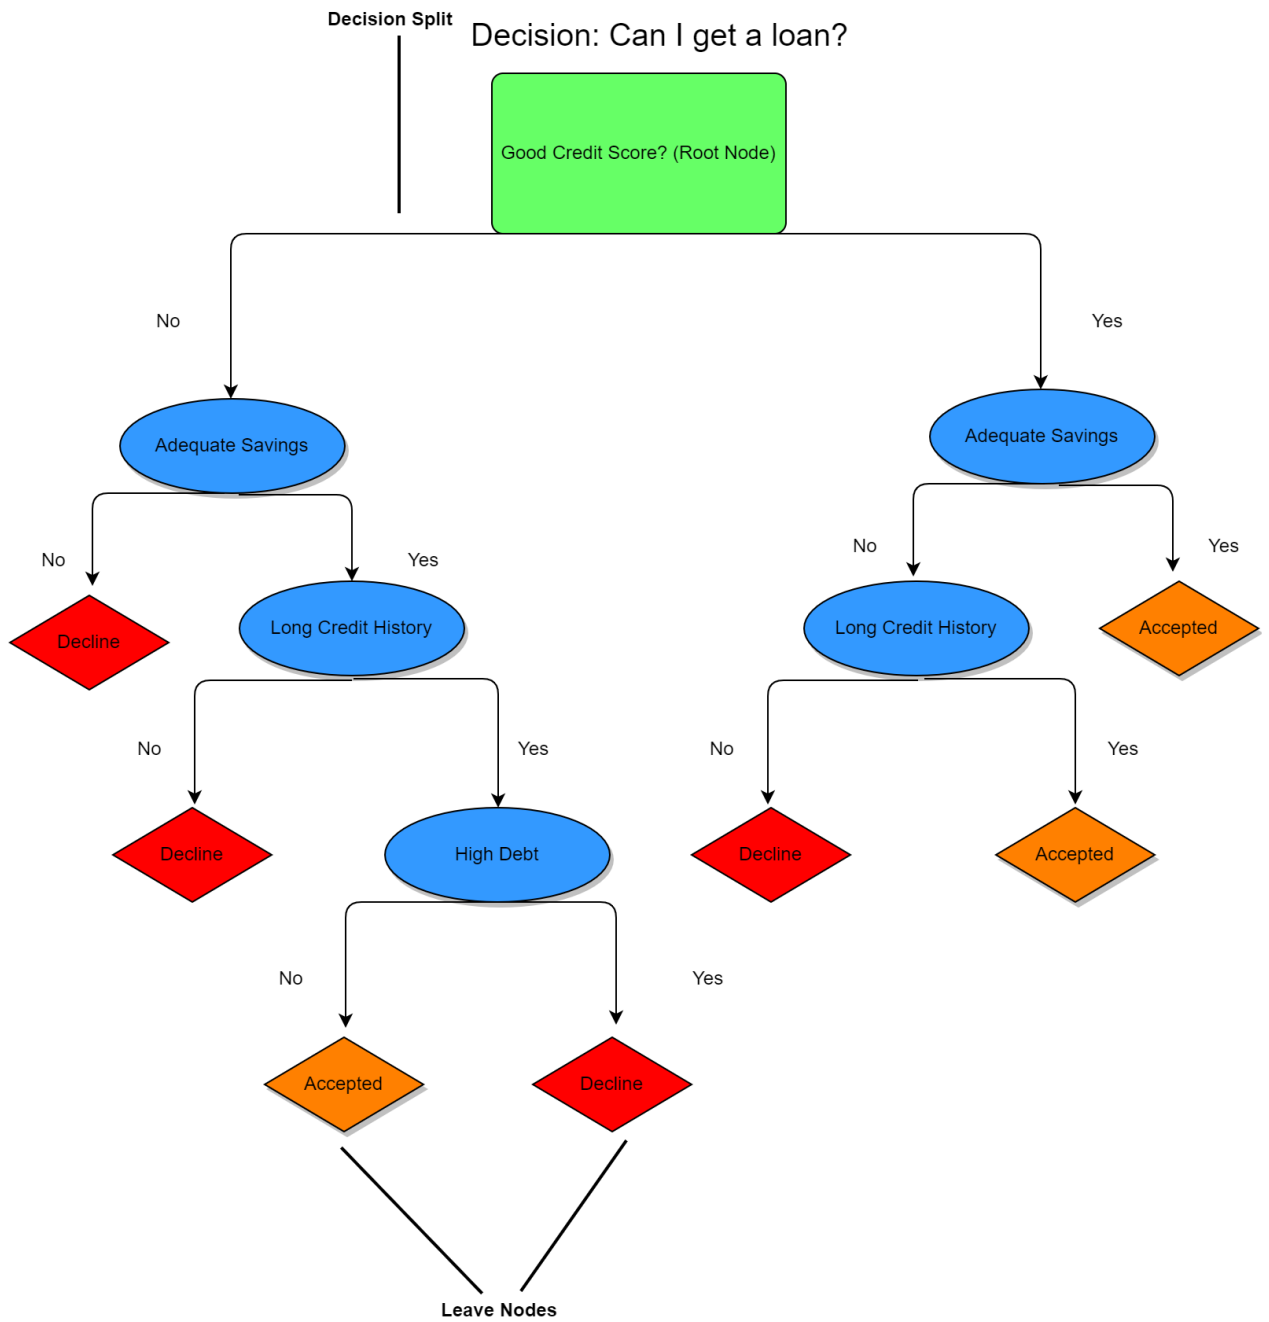 Decision Split
Decision: Can I get a loan?
Good Credit Score? (Root Node)
No
Yes
Adequate Savings
Adequate Savings
No
Yes
No
Yes
Decline
Long Credit History
Long Credit History
Accepted
No
Yes
No
Yes
Decline
High Debt
Decline
Accepted
No
Yes
Accepted
Decline
Leave Nodes